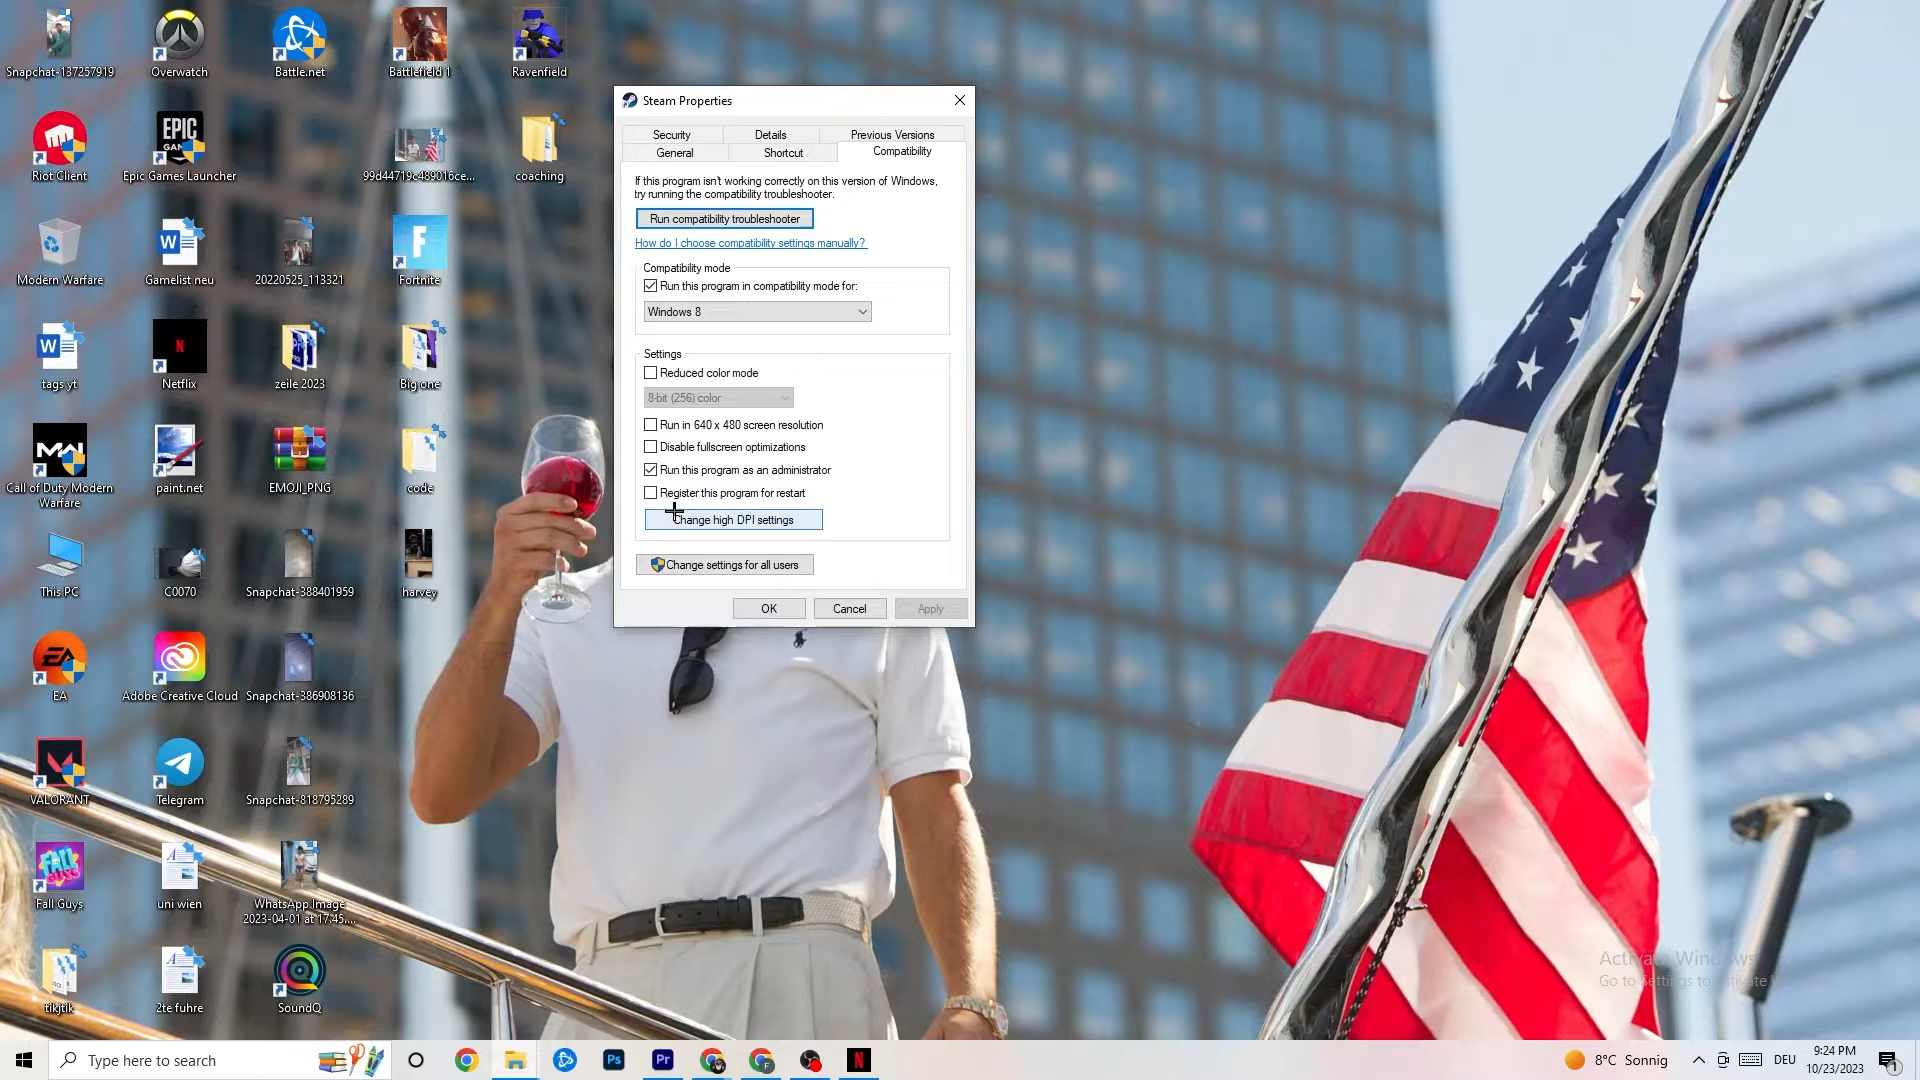 Snapchat-137257919
Overwatch
Battle.net
Battlefield 1
Ravenfield
Riot Client
EPIC
GAMES
Epic Games Launcher
99d44719c489016ce...
coaching
Modern Warfare
Gamelist neu
20220525_113321
Fortnite
tags yt
Netflix
zeile 2023
Big one
Call of Duty Modern
Warfare
paint.net
EMOJI_PNG
code
This PC
C0070
Snapchat-388401959
harvey
EA
Adobe Creative Cloud
Snapchat-386908136
VALORANT
Telegram
Snapchat-818795289
Fall Guys
uni wien
WhatsApp Image
2023-04-01 at 17.45....
tikjtik
2te fuhre
SoundQ
Steam Properties
Security
Details
Previous Versions
General
Shortcut
Compatibility
If this program isn't working correctly on this version of Windows,
try running the compatibility troubleshooter.
Run compatibility troubleshooter
How do I choose compatibility settings manually?
Compatibility mode
Run this program in compatibility mode for:
Windows 8
Settings
Reduced color mode
8-bit (256) color
Run in 640 x 480 screen resolution
Disable fullscreen optimizations
Run this program as an administrator
Register this program for restart
Change high DPI settings
Change settings for all users
OK
Cancel
Apply
Type here to search
Ps
Pr
8°C Sonnig
DEU
9:24 PM
10/23/2023
1